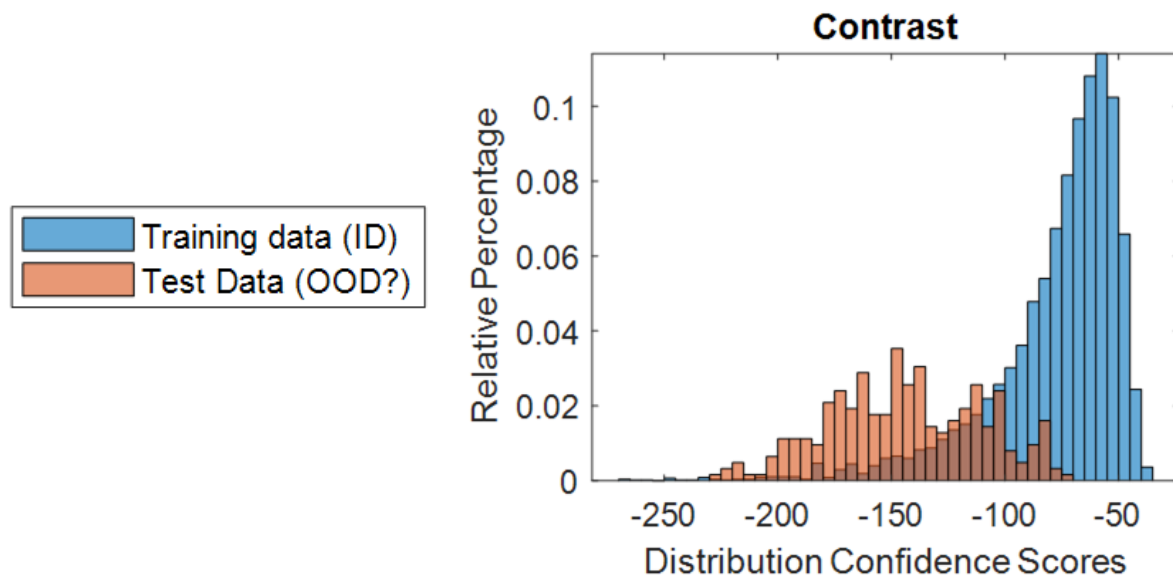 Contrast
Training data (ID)
Test Data (OOD?)
Relative Percentage
0.1
0.08
0.06
0.04
0.02
0
-250 -200 -150 -100 -50
Distribution Confidence Scores